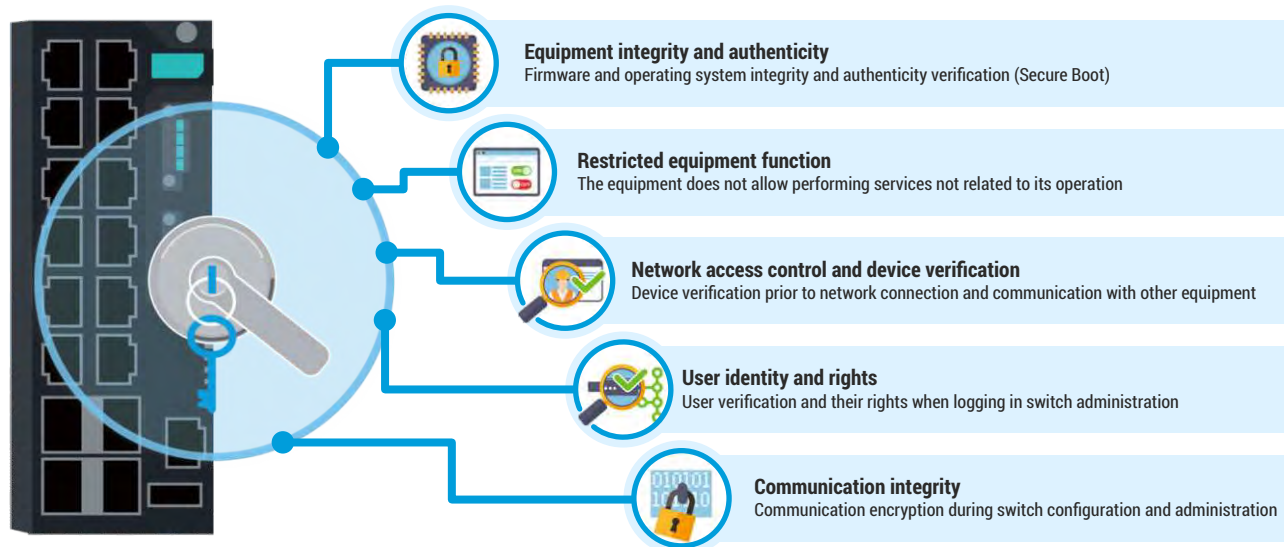 Equipment integrity and authenticity
Firmware and operating system integrity and authenticity verification (Secure Boot)
Restricted equipment function
The equipment does not allow performing services not related to its operation
Network access control and device verification
Device verification prior to network connection and communication with other equipment
User identity and rights
User verification and their rights when logging in switch administration
010101
Communication integrity
Communication encryption during switch configuration and administration